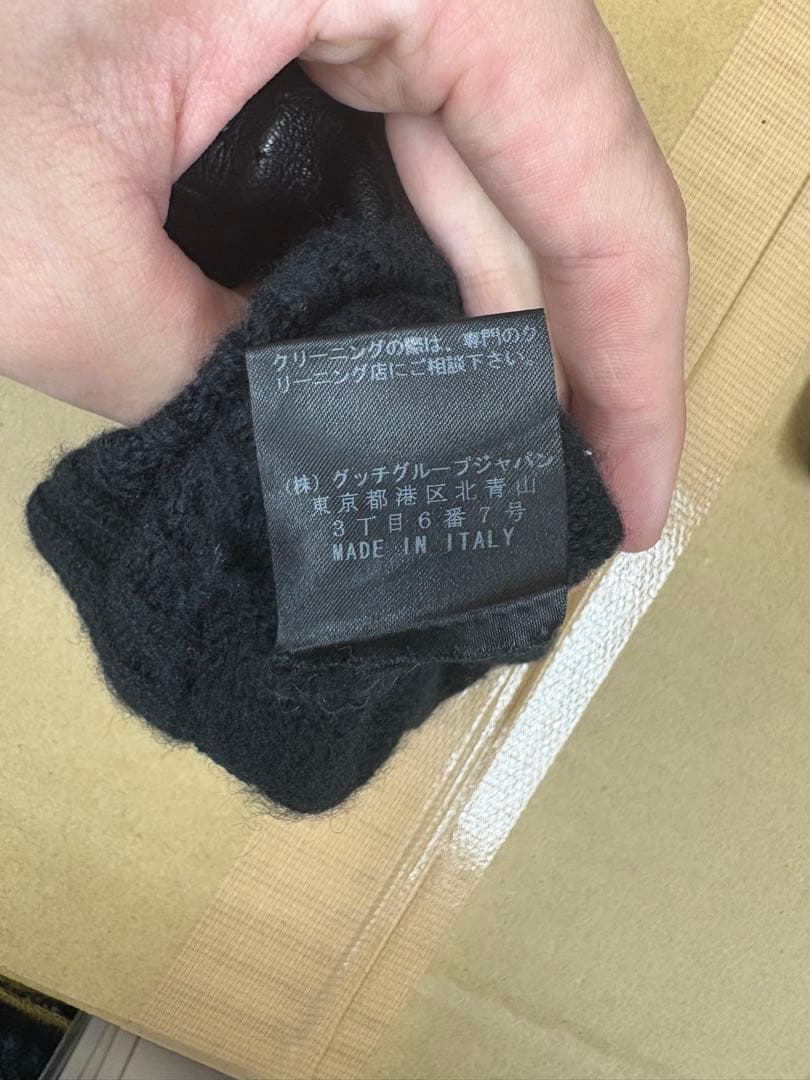 クリーニングの際は、専門のク
リーニング店にご相談下さい。
(株) グッチグループジャパン
東京都港区北青山
3丁目6番7号
MADE IN ITALY